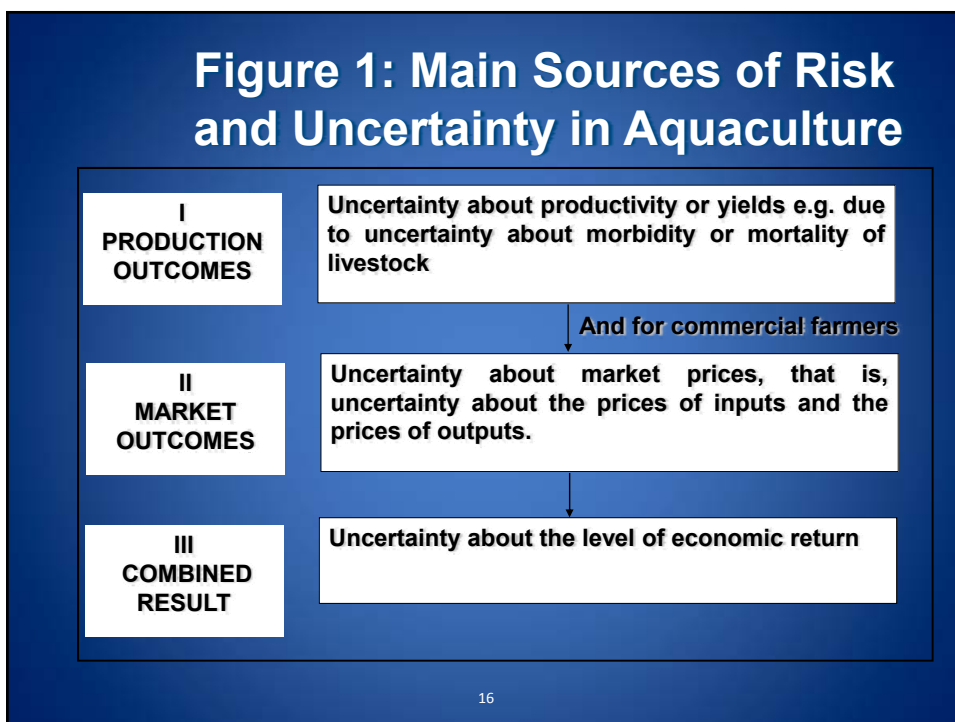 Figure 1: Main Sources of Risk
and Uncertainty in Aquaculture
I
PRODUCTION
OUTCOMES
Uncertainty about productivity or yields e.g. due
to uncertainty about morbidity or mortality of
livestock
And for commercial farmers
II
MARKET
OUTCOMES
Uncertainty about market prices, that is,
uncertainty about the prices of inputs and the
prices of outputs.
III
COMBINED
RESULT
Uncertainty about the level of economic return
16